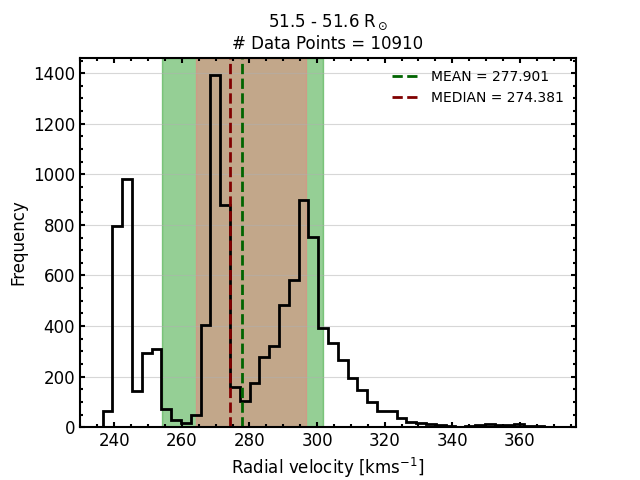 51.5 - 51.6 R⊙
# Data Points = 10910
MEAN = 277.901
MEDIAN = 274.381
Frequency
1400
1200
1000
800
600
400
200
0
240 260 280 300 320 340 360
Radial velocity [kms⁻¹]